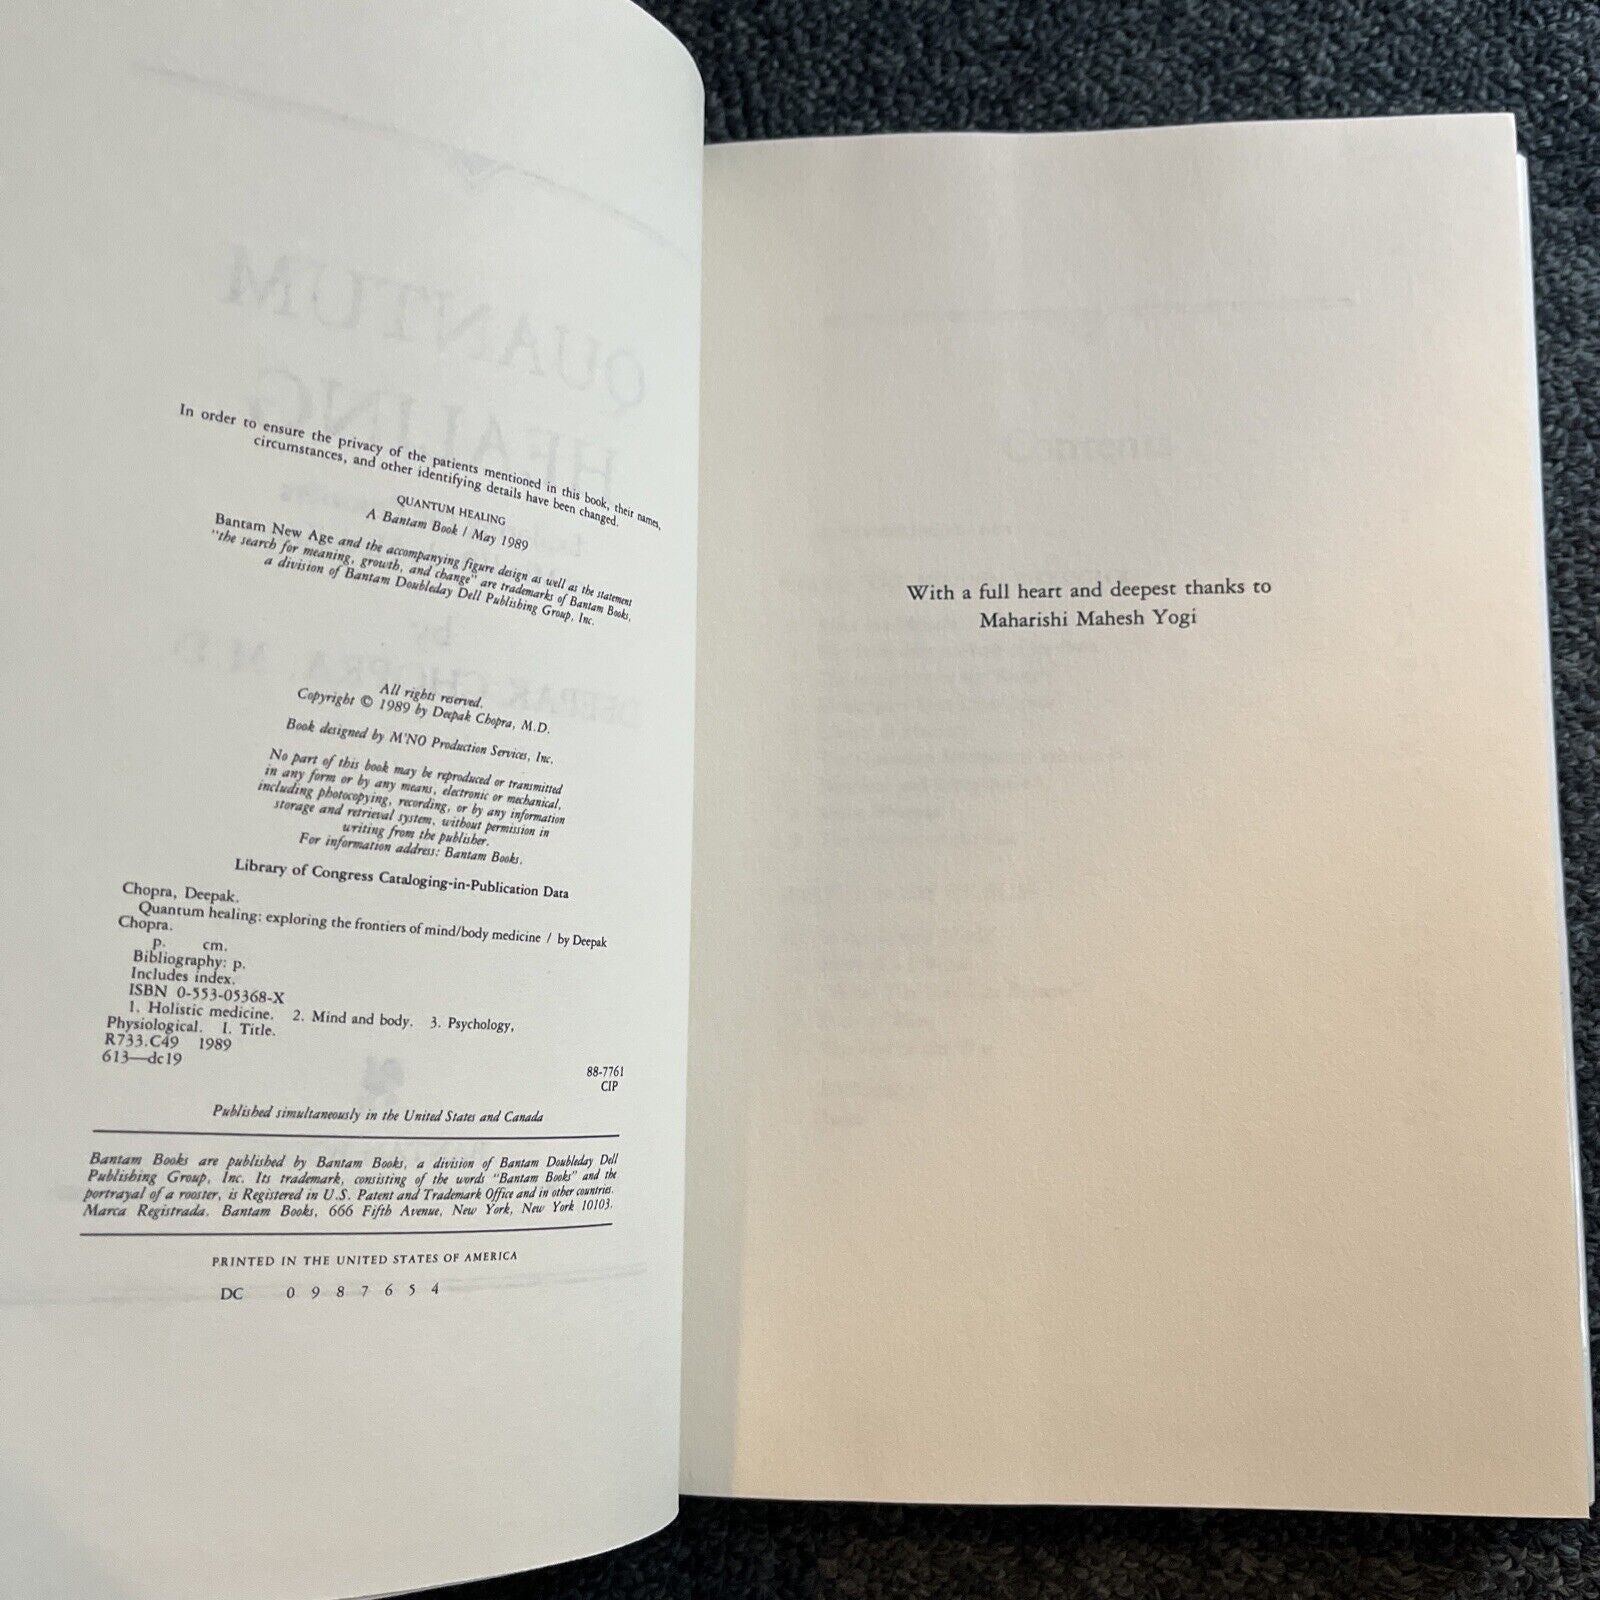 In order to ensure the privacy of the patients mentioned in this book, their names,
circumstances, and other identifying details have been changed.
QUANTUM HEALING
A Bantam Book / May 1989
Bantam New Age and the accompanying figure design as well as the statement
"the search for meaning, growth, and change" are trademarks of Bantam Books,
a division of Bantam Doubleday Dell Publishing Group, Inc.
All rights reserved.
Copyright © 1989 by Deepak Chopra, M.D.
Book designed by M'NO Production Services, Inc.
No part of this book may be reproduced or transmitted
in any form or by any means, electronic or mechanical,
including photocopying, recording, or by any information
storage and retrieval system, without permission in
writing from the publisher.
For information address: Bantam Books.
Library of Congress Cataloging-in-Publication Data
Chopra, Deepak.
Quantum healing: exploring the frontiers of mind/body medicine / by Deepak
Chopra.
p. cm.
Bibliography: p.
Includes index.
ISBN 0-553-05368-X
1. Holistic medicine. 2. Mind and body. 3. Psychology,
Physiological. I. Title.
R733.C49 1989
613—dc19
88-7761
CIP
Published simultaneously in the United States and Canada
Bantam Books are published by Bantam Books, a division of Bantam Doubleday Dell
Publishing Group, Inc. Its trademark, consisting of the words "Bantam Books" and the
portrayal of a rooster, is Registered in U.S. Patent and Trademark Office and in other countries.
Marca Registrada. Bantam Books, 666 Fifth Avenue, New York, New York 10103.
PRINTED IN THE UNITED STATES OF AMERICA
DC 0 9 8 7 6 5 4
With a full heart and deepest thanks to
Maharishi Mahesh Yogi